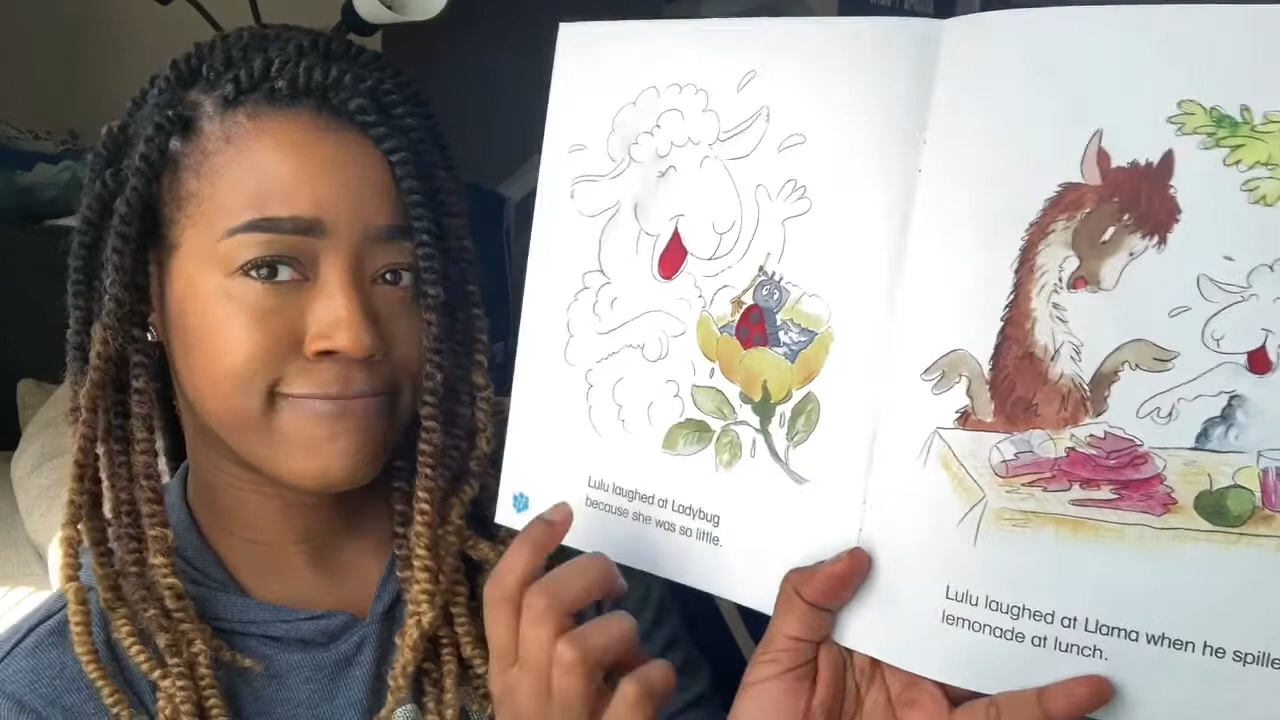 Lulu laughed at Ladybug
because she was so little.
Lulu laughed at Llama when he spille
lemonade at lunch.